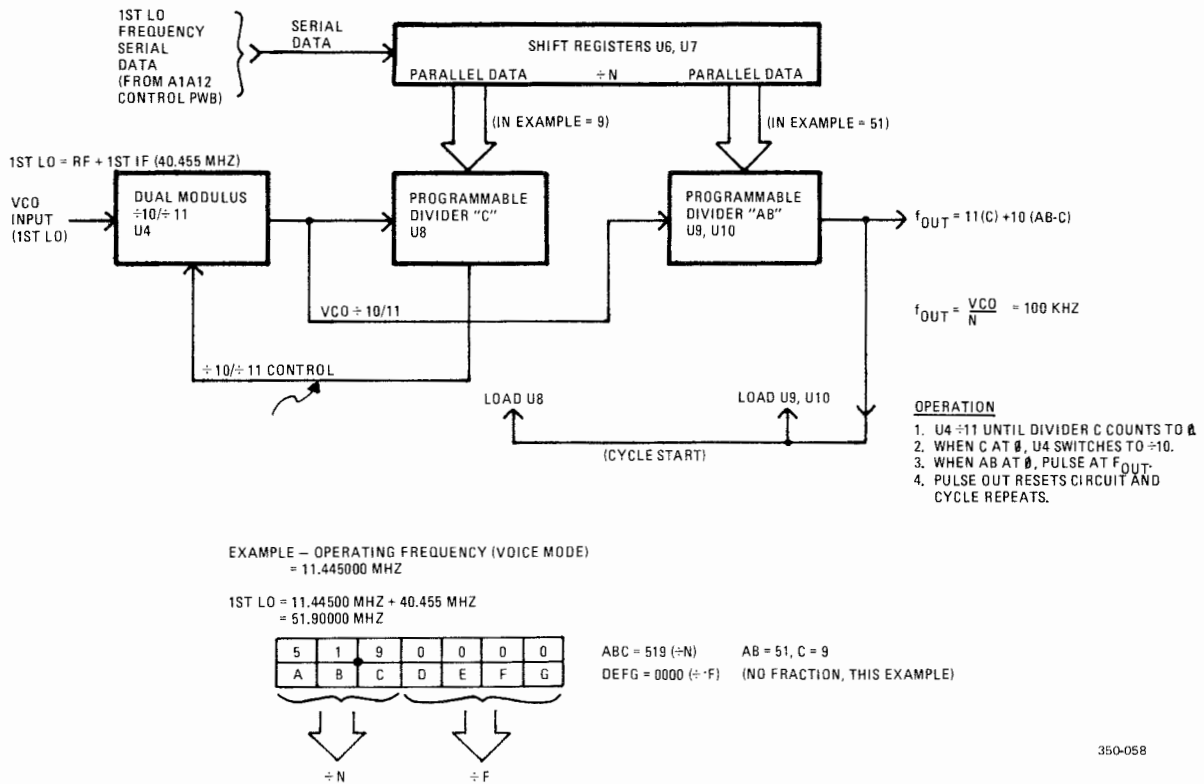 1ST LO
FREQUENCY
SERIAL
DATA
(FROM A1A12
CONTROL PWB)
SERIAL
DATA
SHIFT REGISTERS U6, U7
PARALLEL DATA ÷N PARALLEL DATA
(IN EXAMPLE = 9)
(IN EXAMPLE = 51)
1ST LO = RF + 1ST IF (40.455 MHZ)
VCO
INPUT
(1ST LO)
DUAL MODULUS
÷10/÷11
U4
PROGRAMMABLE
DIVIDER "C"
U8
PROGRAMMABLE
DIVIDER "AB"
U9, U10
fOUT = 11(C) +10 (AB-C)
VCO ÷ 10/11
fOUT = VCO/N = 100 KHZ
÷10/÷11 CONTROL
LOAD U8
LOAD U9, U10
(CYCLE START)
OPERATION
1. U4 ÷11 UNTIL DIVIDER C COUNTS TO Ø.
2. WHEN C AT Ø, U4 SWITCHES TO ÷10.
3. WHEN AB AT Ø, PULSE AT FOUT.
4. PULSE OUT RESETS CIRCUIT AND
CYCLE REPEATS.
EXAMPLE – OPERATING FREQUENCY (VOICE MODE)
= 11.445000 MHZ
1ST LO = 11.44500 MHZ + 40.455 MHZ
= 51.90000 MHZ
5 1 9 0 0 0 0
A B C D E F G
ABC = 519 (÷N) AB = 51, C = 9
DEFG = 0000 (÷F) (NO FRACTION, THIS EXAMPLE)
÷N
÷F
350-058